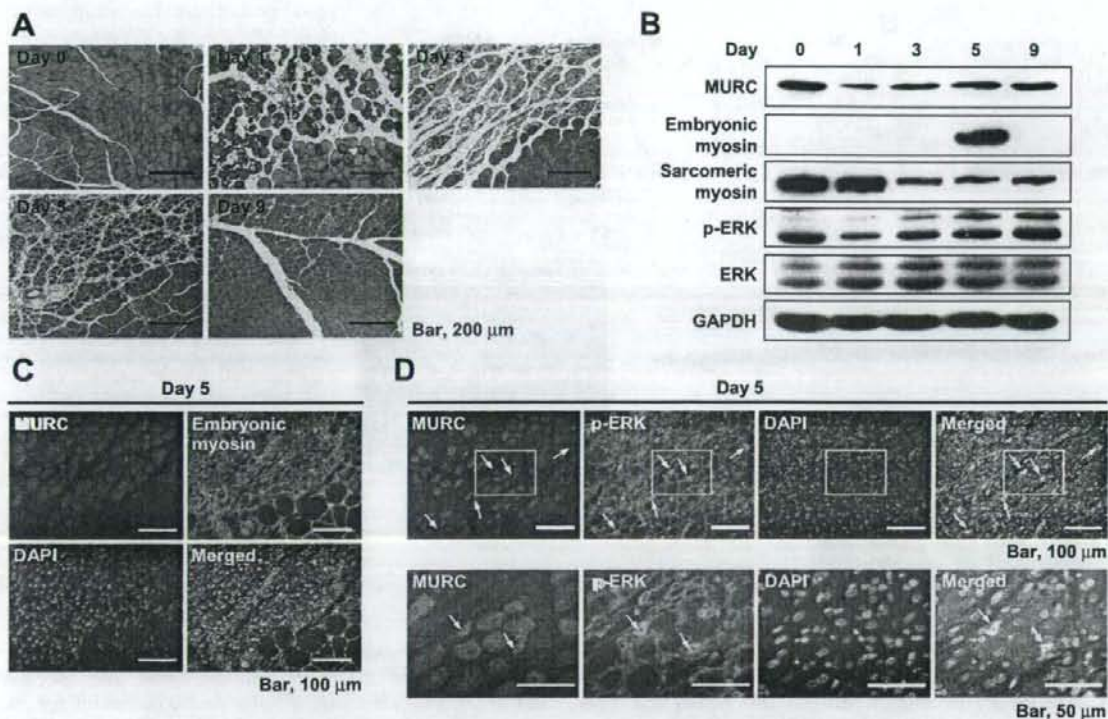 A
Day 0
Day 1
Day 3
Day 5
Day 9
Bar, 200 µm
B
Day 0 1 3 5 9
MURC
Embryonic
myosin
Sarcomeric
myosin
p-ERK
ERK
GAPDH
C
Day 5
MURC
Embryonic
myosin
DAPI
Merged
Bar, 100 µm
D
Day 5
MURC
p-ERK
DAPI
Merged
Bar, 100 µm
MURC
p-ERK
DAPI
Merged
Bar, 50 µm